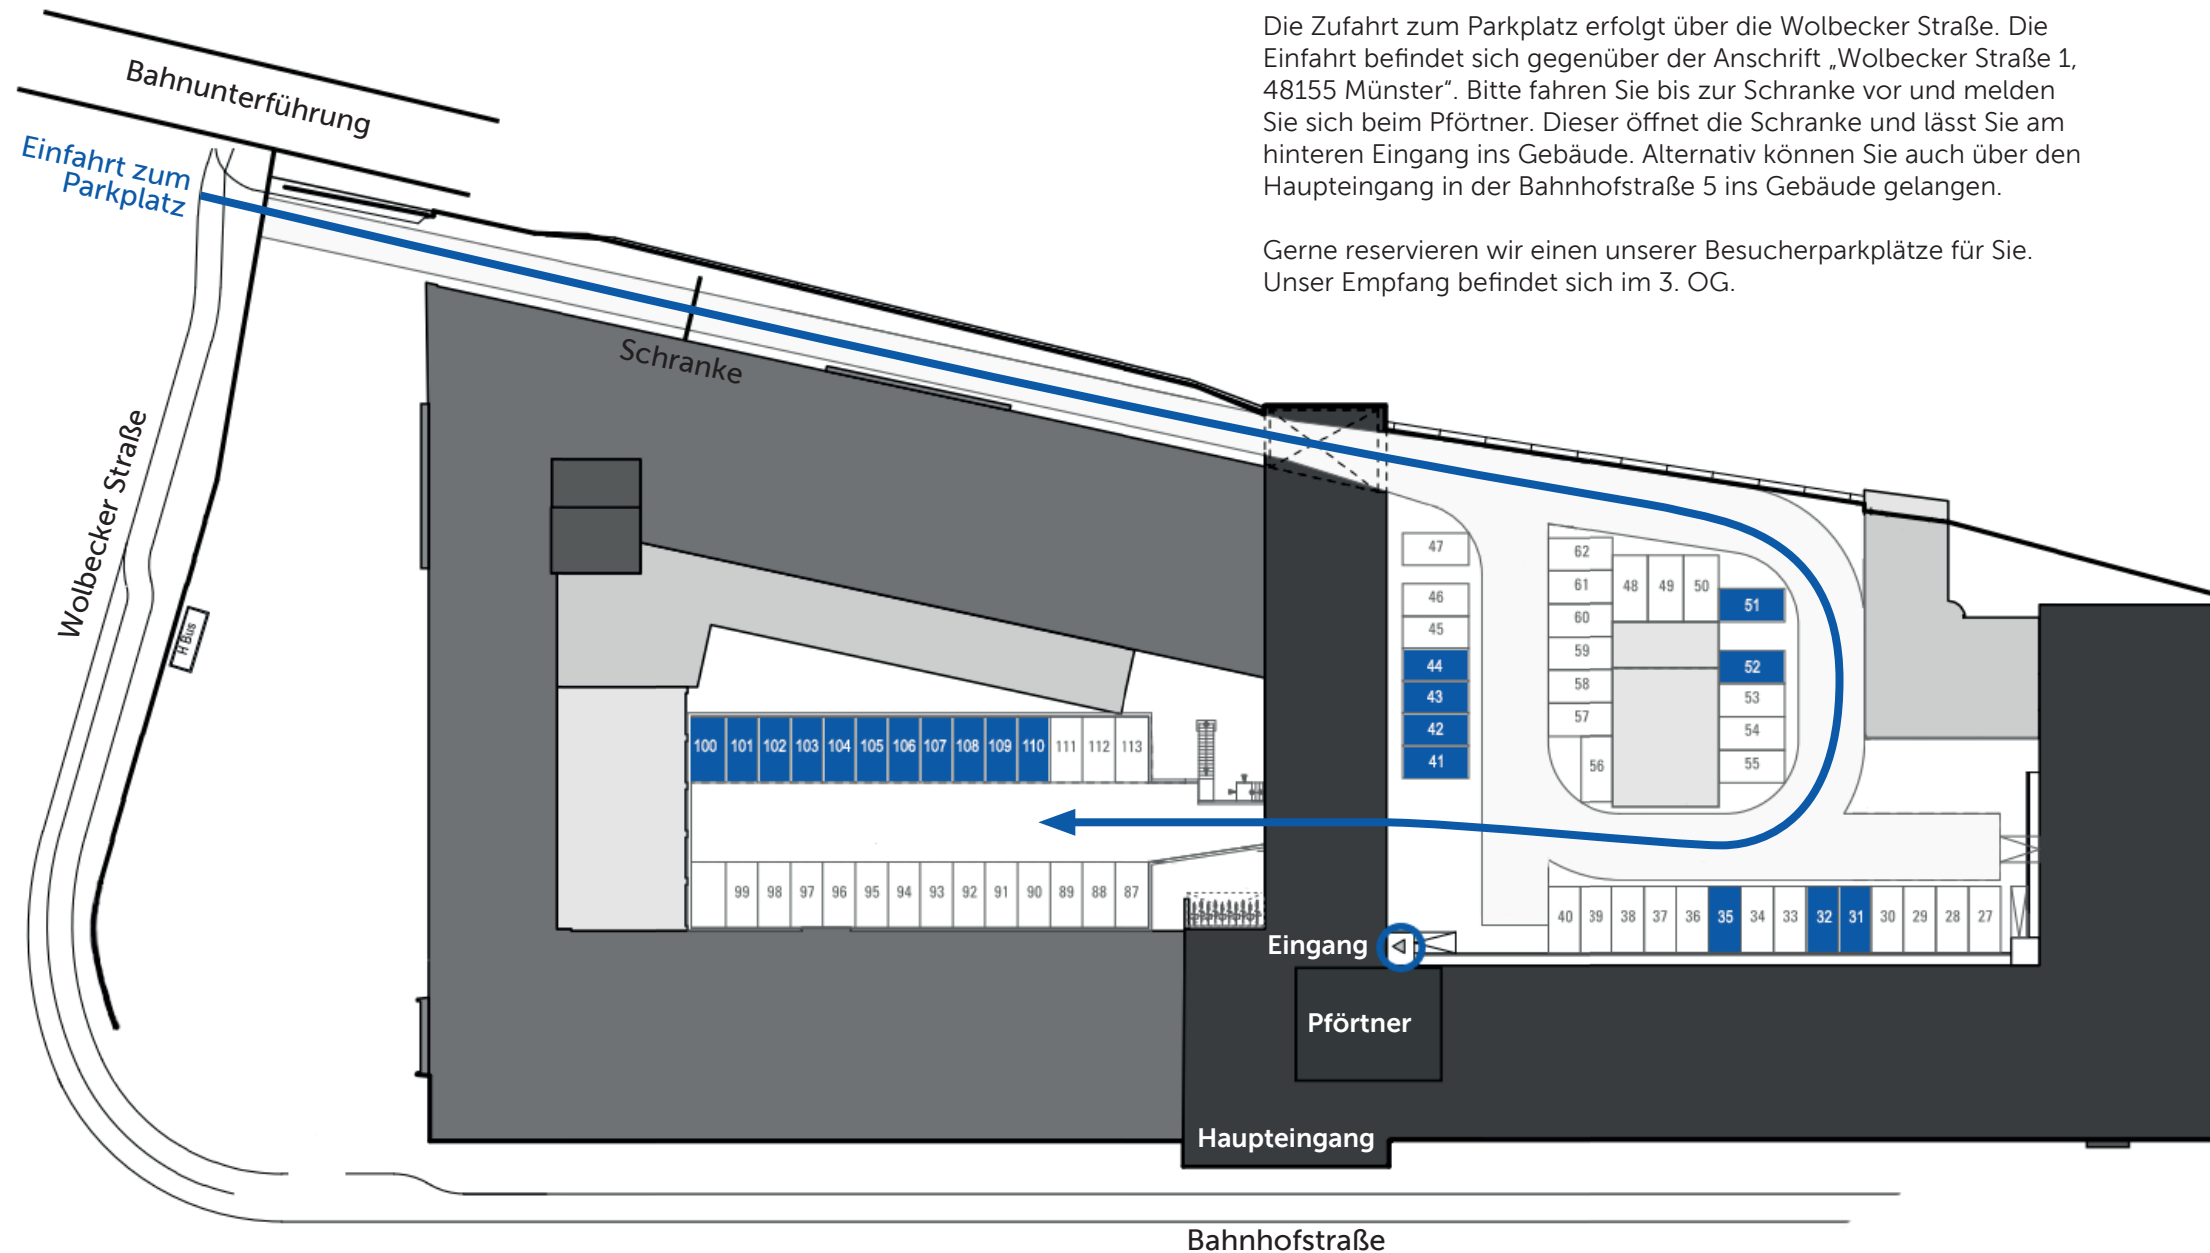 Die Zufahrt zum Parkplatz erfolgt über die Wolbecker Straße. Die
Einfahrt befindet sich gegenüber der Anschrift „Wolbecker Straße 1,
48155 Münster“. Bitte fahren Sie bis zur Schranke vor und melden
Sie sich beim Pförtner. Dieser öffnet die Schranke und lässt Sie am
hinteren Eingang ins Gebäude. Alternativ können Sie auch über den
Haupteingang in der Bahnhofstraße 5 ins Gebäude gelangen.
Gerne reservieren wir einen unserer Besucherparkplätze für Sie.
Unser Empfang befindet sich im 3. OG.
Bahnunterführung
Einfahrt zum
Parkplatz
Schranke
Wolbecker Straße
H Bus
47
46
45
44
43
42
41
62
61
60
59
58
57
56
48 49 50
51
52
53
54
55
100 101 102 103 104 105 106 107 108 109 110 111 112 113
99 98 97 96 95 94 93 92 91 90 89 88 87
40 39 38 37 36 35 34 33 32 31 30 29 28 27
Eingang
Pförtner
Haupteingang
Bahnhofstraße